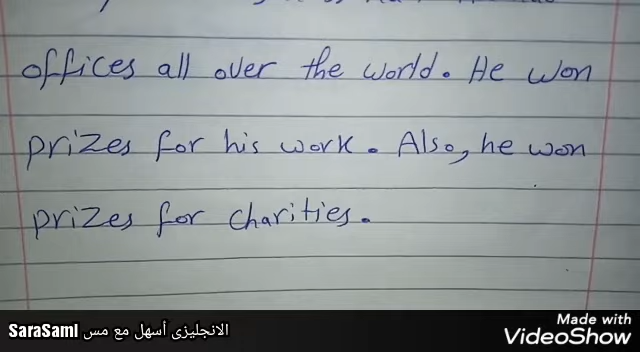 offices all over the world. He won
prizes for his work. Also, he won
prizes for charities.
الانجليزى أسهل مع مس SaraSamI
Made with
VideoShow